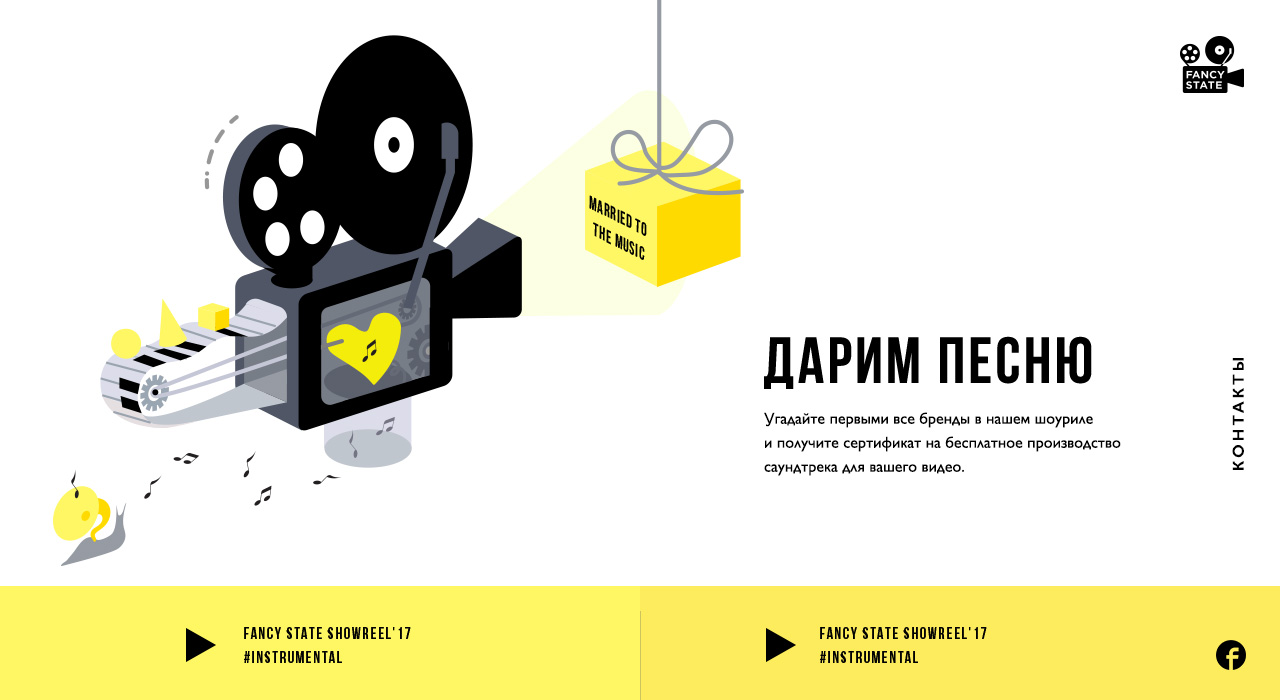 FANCY
STATE
MARRIED TO
THE MUSIC
ДАРИМ ПЕСНЮ
Угадайте первыми все бренды в нашем шоуриле
и получите сертификат на бесплатное производство
саундтрека для вашего видео.
КОНТАКТЫ
FANCY STATE SHOWREEL'17
#INSTRUMENTAL
FANCY STATE SHOWREEL'17
#INSTRUMENTAL